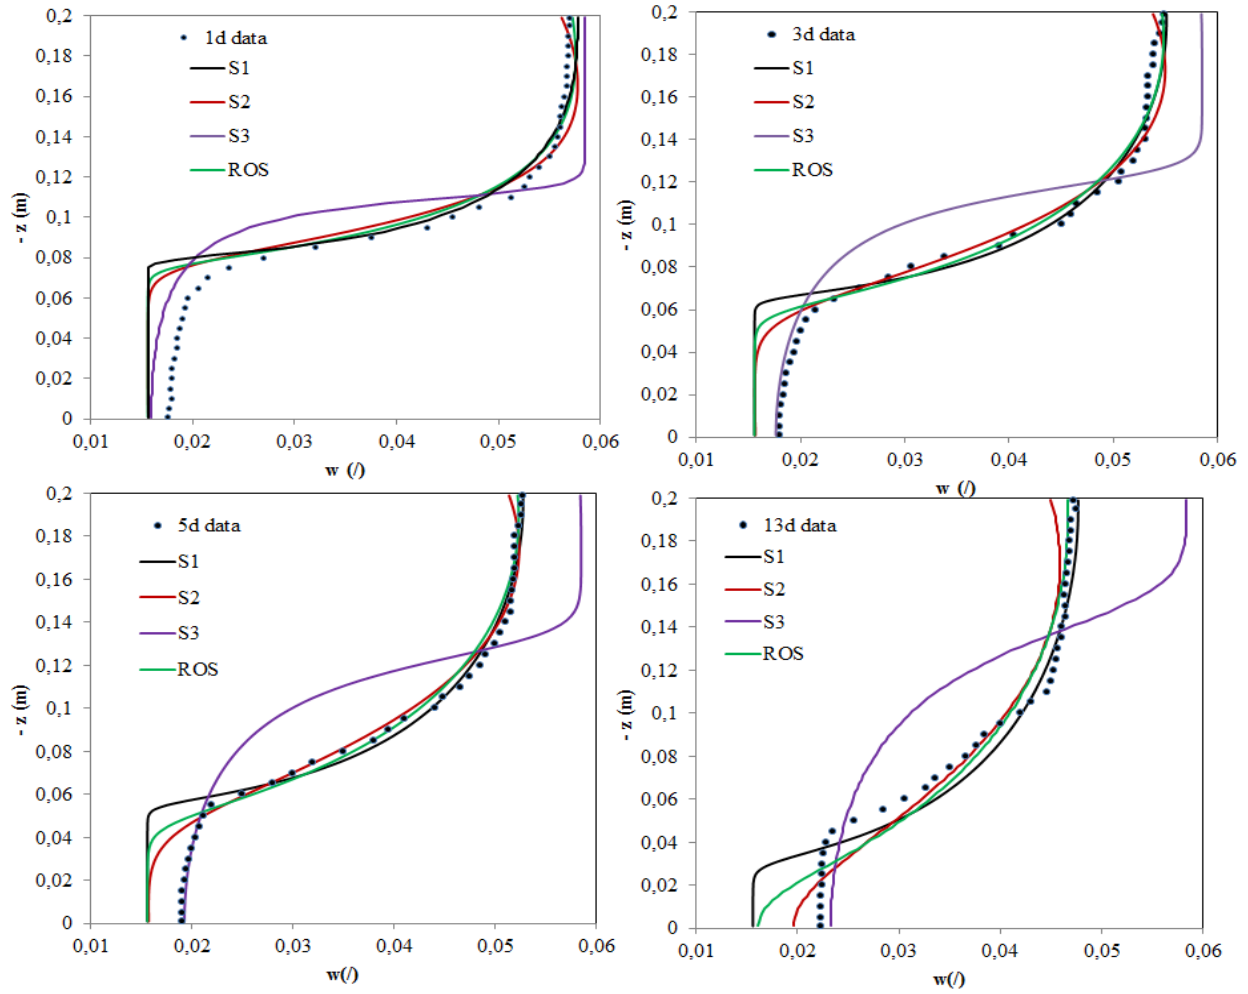 0,2
0,18
0,16
0,14
0,12
0,1
0,08
0,06
0,04
0,02
0
- z (m)
1d data
S1
S2
S3
ROS
0,01 0,02 0,03 0,04 0,05 0,06
w (/)
0,2
0,18
0,16
0,14
0,12
0,1
0,08
0,06
0,04
0,02
0
- z (m)
3d data
S1
S2
S3
ROS
0,01 0,02 0,03 0,04 0,05 0,06
w (/)
0,2
0,18
0,16
0,14
0,12
0,1
0,08
0,06
0,04
0,02
0
- z (m)
5d data
S1
S2
S3
ROS
0,01 0,02 0,03 0,04 0,05 0,06
w(/)
0,2
0,18
0,16
0,14
0,12
0,1
0,08
0,06
0,04
0,02
0
- z (m)
13d data
S1
S2
S3
ROS
0,01 0,02 0,03 0,04 0,05 0,06
w(/)